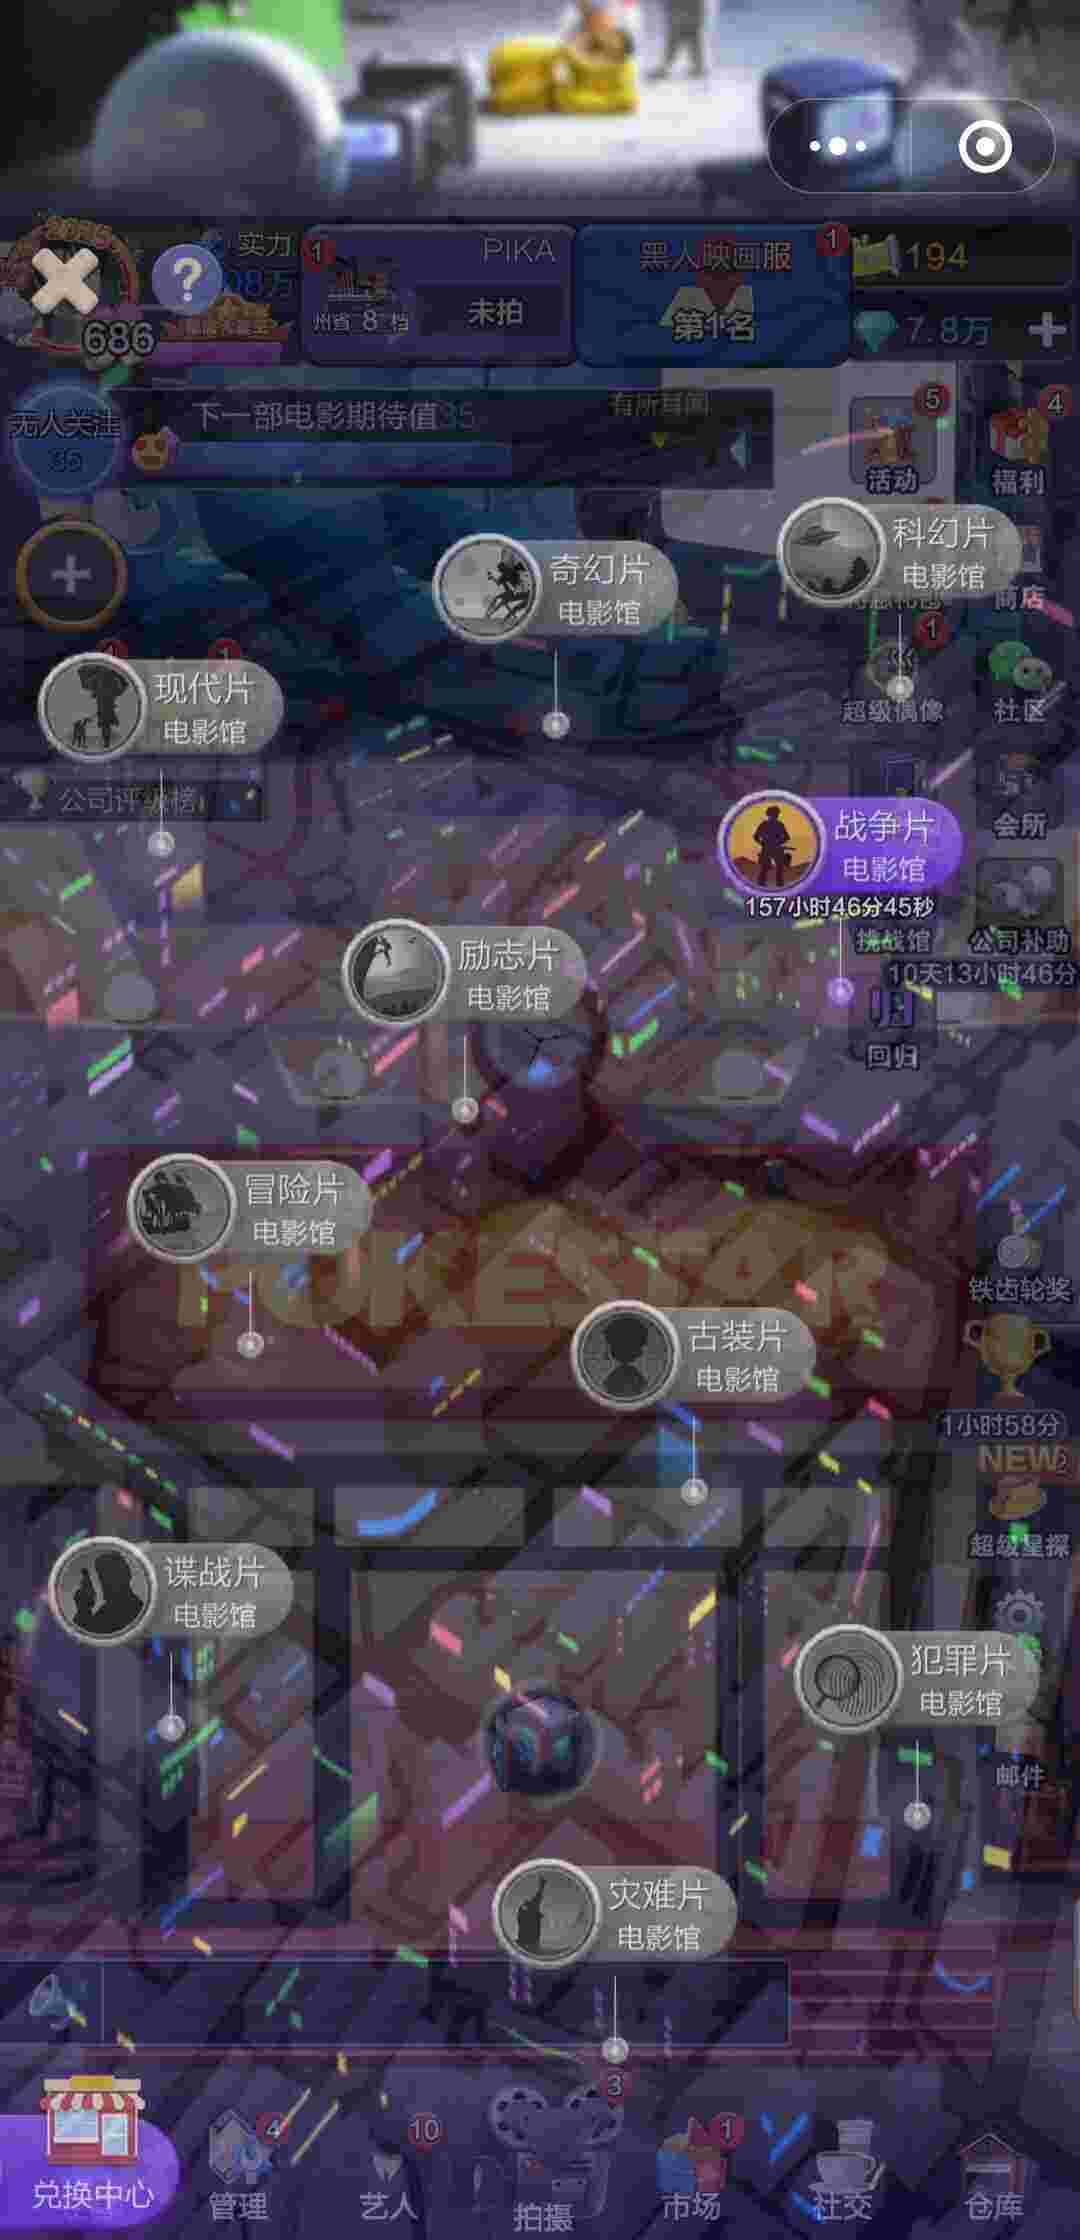 实力
686
1
PIKA
州省 8 档
未拍
黑人映画服
1
第1名
194
7.8万
无人关注
35
下一部电影期待值35
有所耳闻
5
活动
4
福利
奇幻片
电影馆
科幻片
电影馆
商店
1
现代片
电影馆
超级偶像
社区
公司评级榜
会所
战争片
电影馆
157小时46分45秒
挑战馆
公司补助
10天13小时46分
励志片
电影馆
回归
冒险片
电影馆
POKESTAR
铁齿轮奖
古装片
电影馆
1小时58分
NEW
超级星探
谍战片
电影馆
犯罪片
电影馆
邮件
灾难片
电影馆
兑换中心
4
管理
10
艺人
3
拍摄
1
市场
社交
仓库